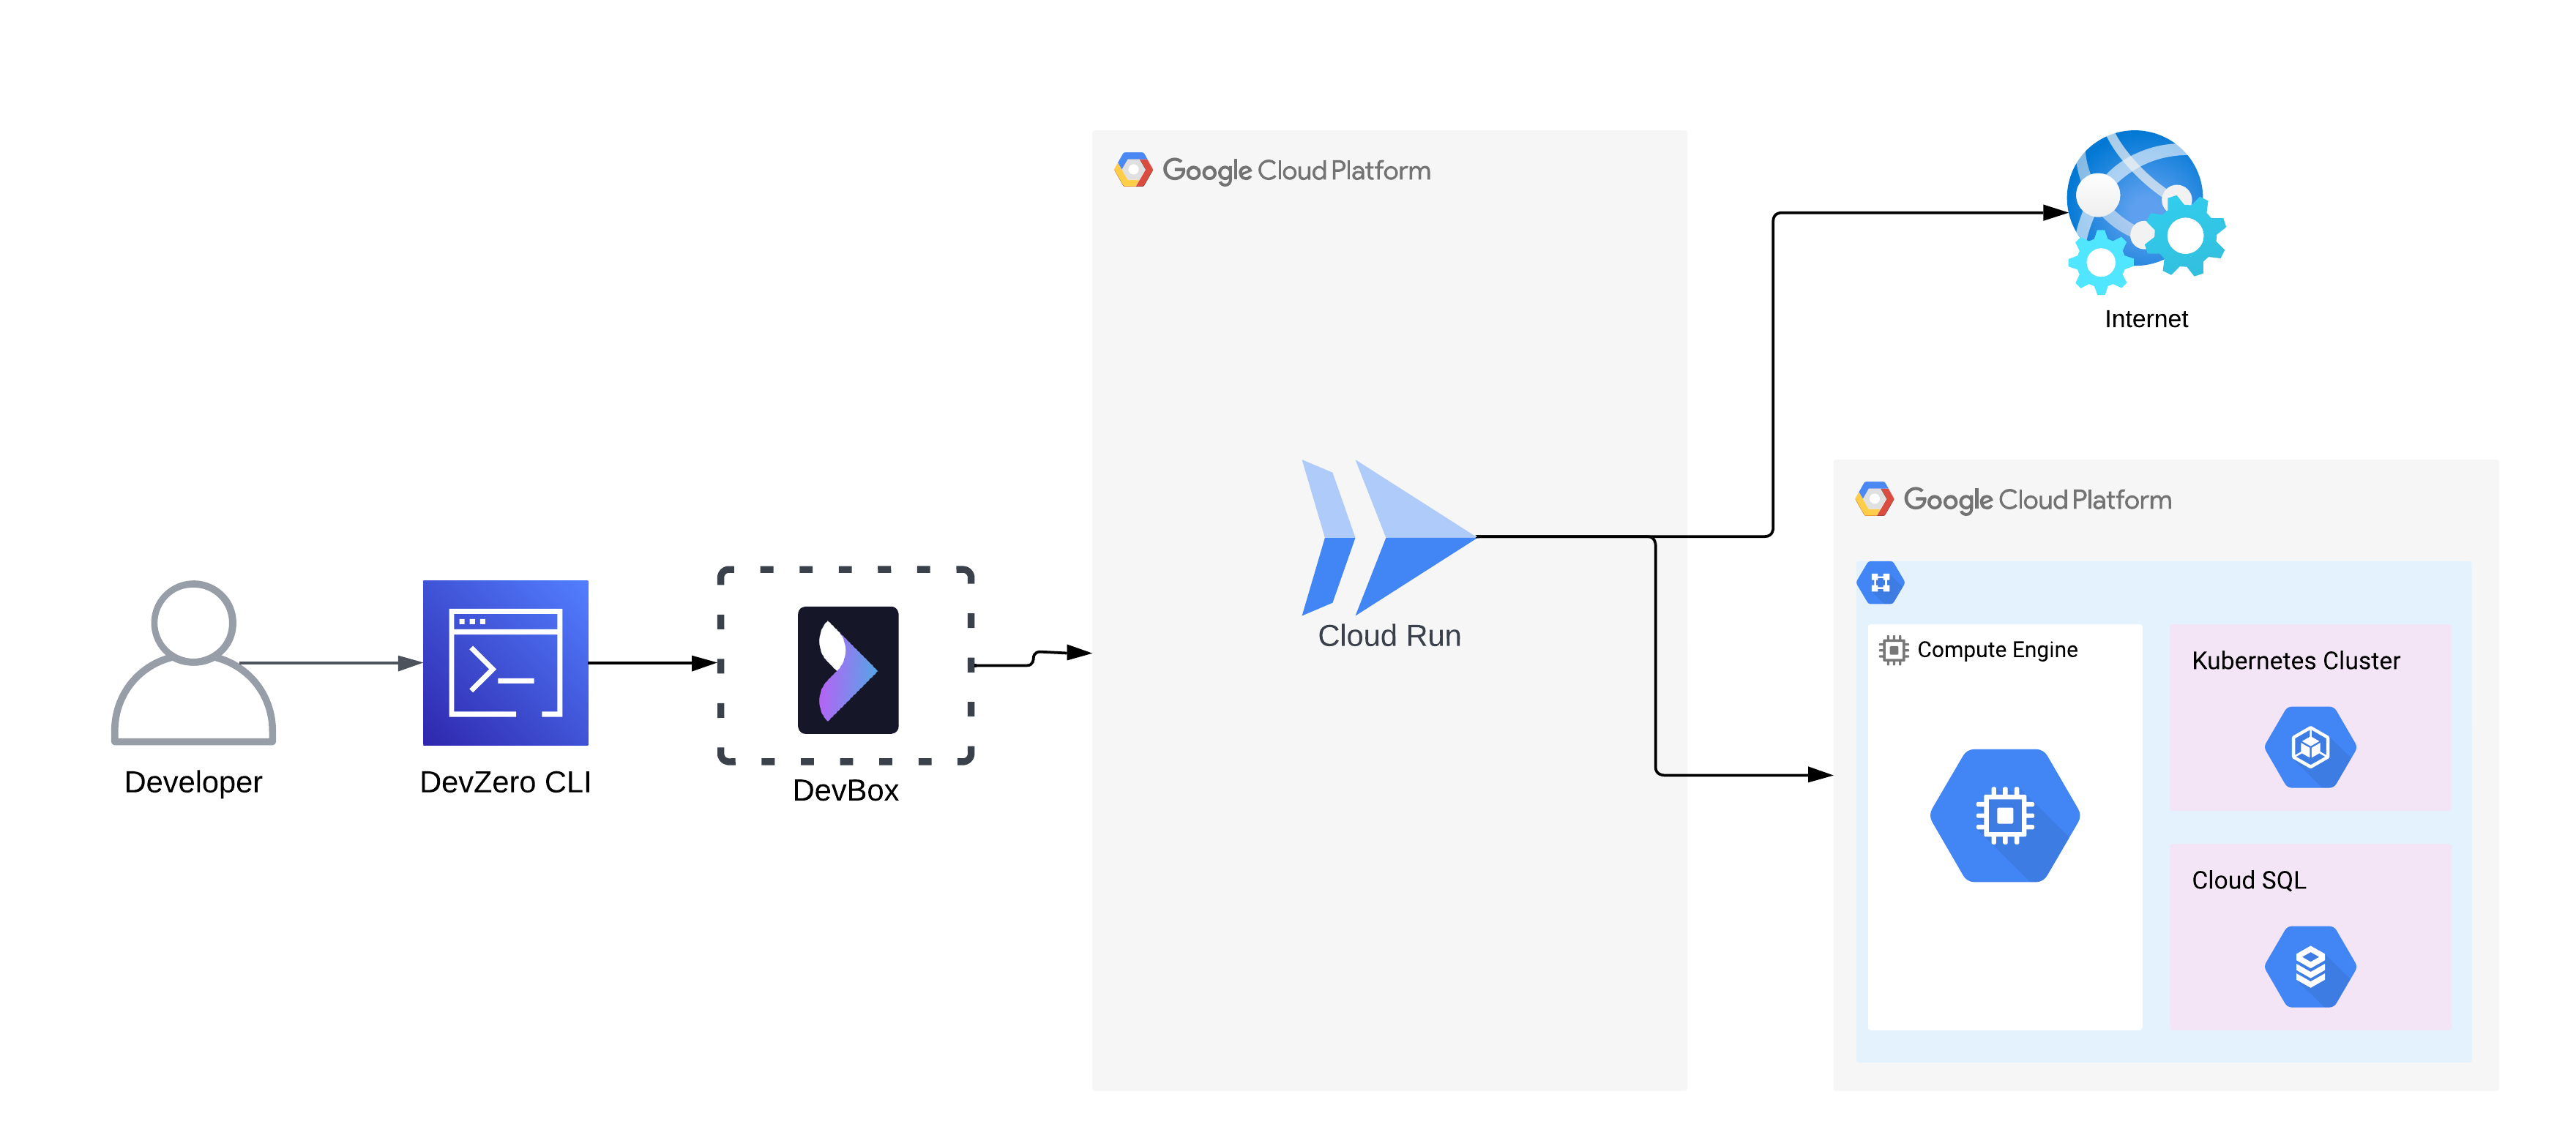 Google Cloud Platform
Internet
Google Cloud Platform
Cloud Run
Compute Engine
Kubernetes Cluster
Developer
DevZero CLI
DevBox
Cloud SQL